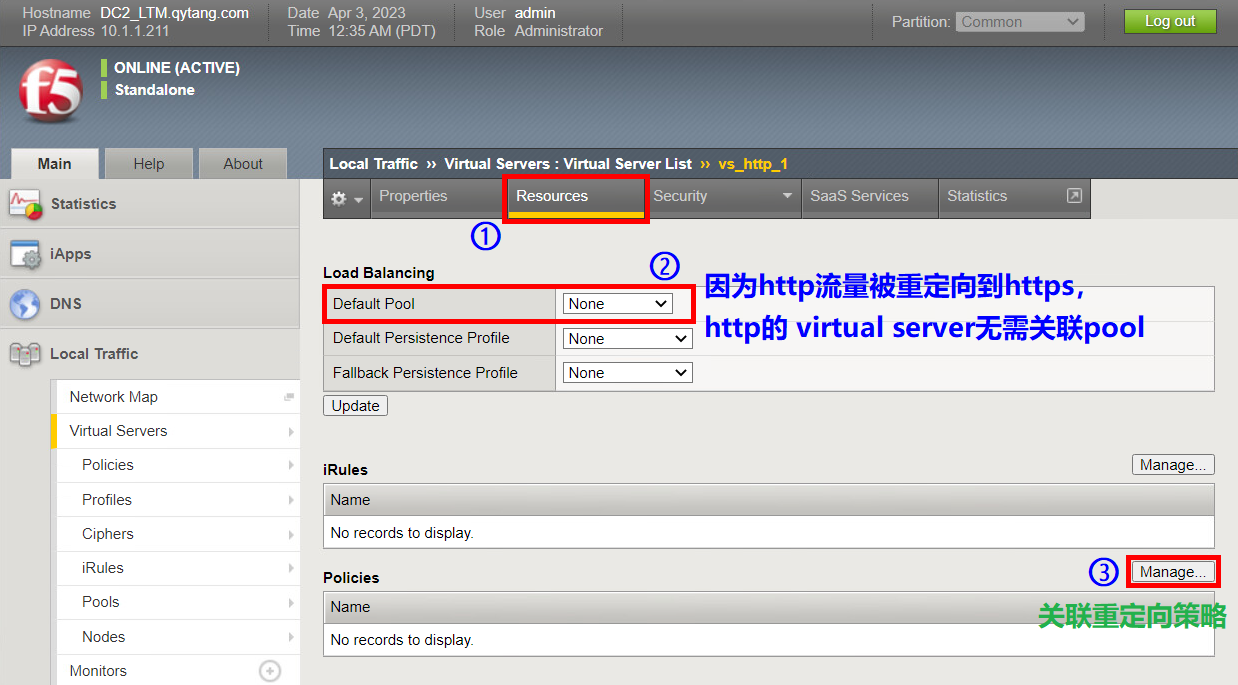 Hostname DC2_LTM.qytang.com Date Apr 3, 2023 User admin Partition: Common Log out
IP Address 10.1.1.211 Time 12:35 AM (PDT) Role Administrator
f5
ONLINE (ACTIVE)
Standalone
Main Help About
Local Traffic ›› Virtual Servers : Virtual Server List ›› vs_http_1
Properties Resources Security SaaS Services Statistics
Statistics
iApps
DNS
Local Traffic
Network Map
Virtual Servers
Policies
Profiles
Ciphers
iRules
Pools
Nodes
Monitors
①
②
Load Balancing
Default Pool None
Default Persistence Profile None
Fallback Persistence Profile None
Update
因为http流量被重定向到https，
http的 virtual server无需关联pool
iRules Manage...
Name
No records to display.
Policies ③ Manage...
Name
关联重定向策略
No records to display.